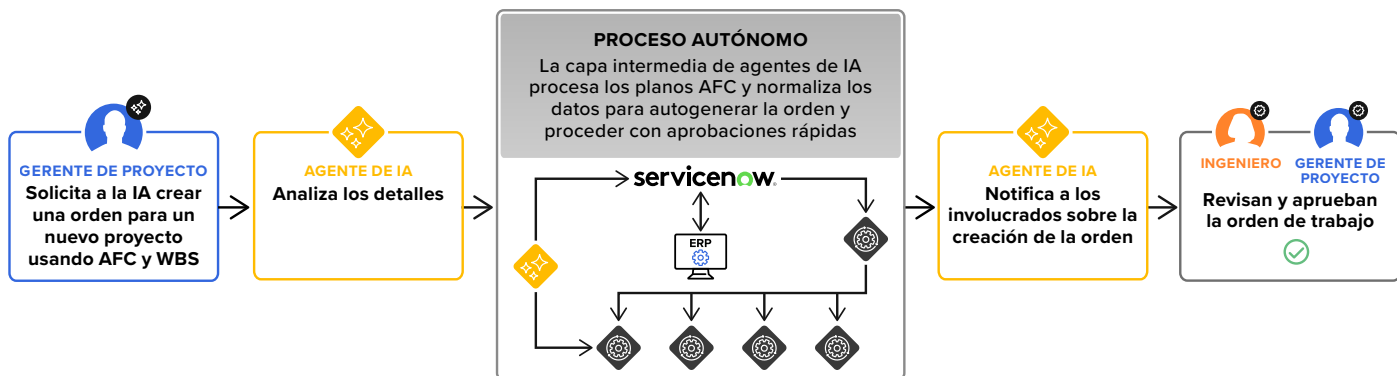 GERENTE DE PROYECTO
Solicita a la IA crear
una orden para un
nuevo proyecto
usando AFC y WBS
AGENTE DE IA
Analiza los detalles
PROCESO AUTÓNOMO
La capa intermedia de agentes de IA
procesa los planos AFC y normaliza los
datos para autogenerar la orden y
proceder con aprobaciones rápidas
servicenow
ERP
AGENTE DE IA
Notifica a los
involucrados sobre la
creación de la orden
INGENIERO
GERENTE DE
PROYECTO
Revisan y aprueban
la orden de trabajo